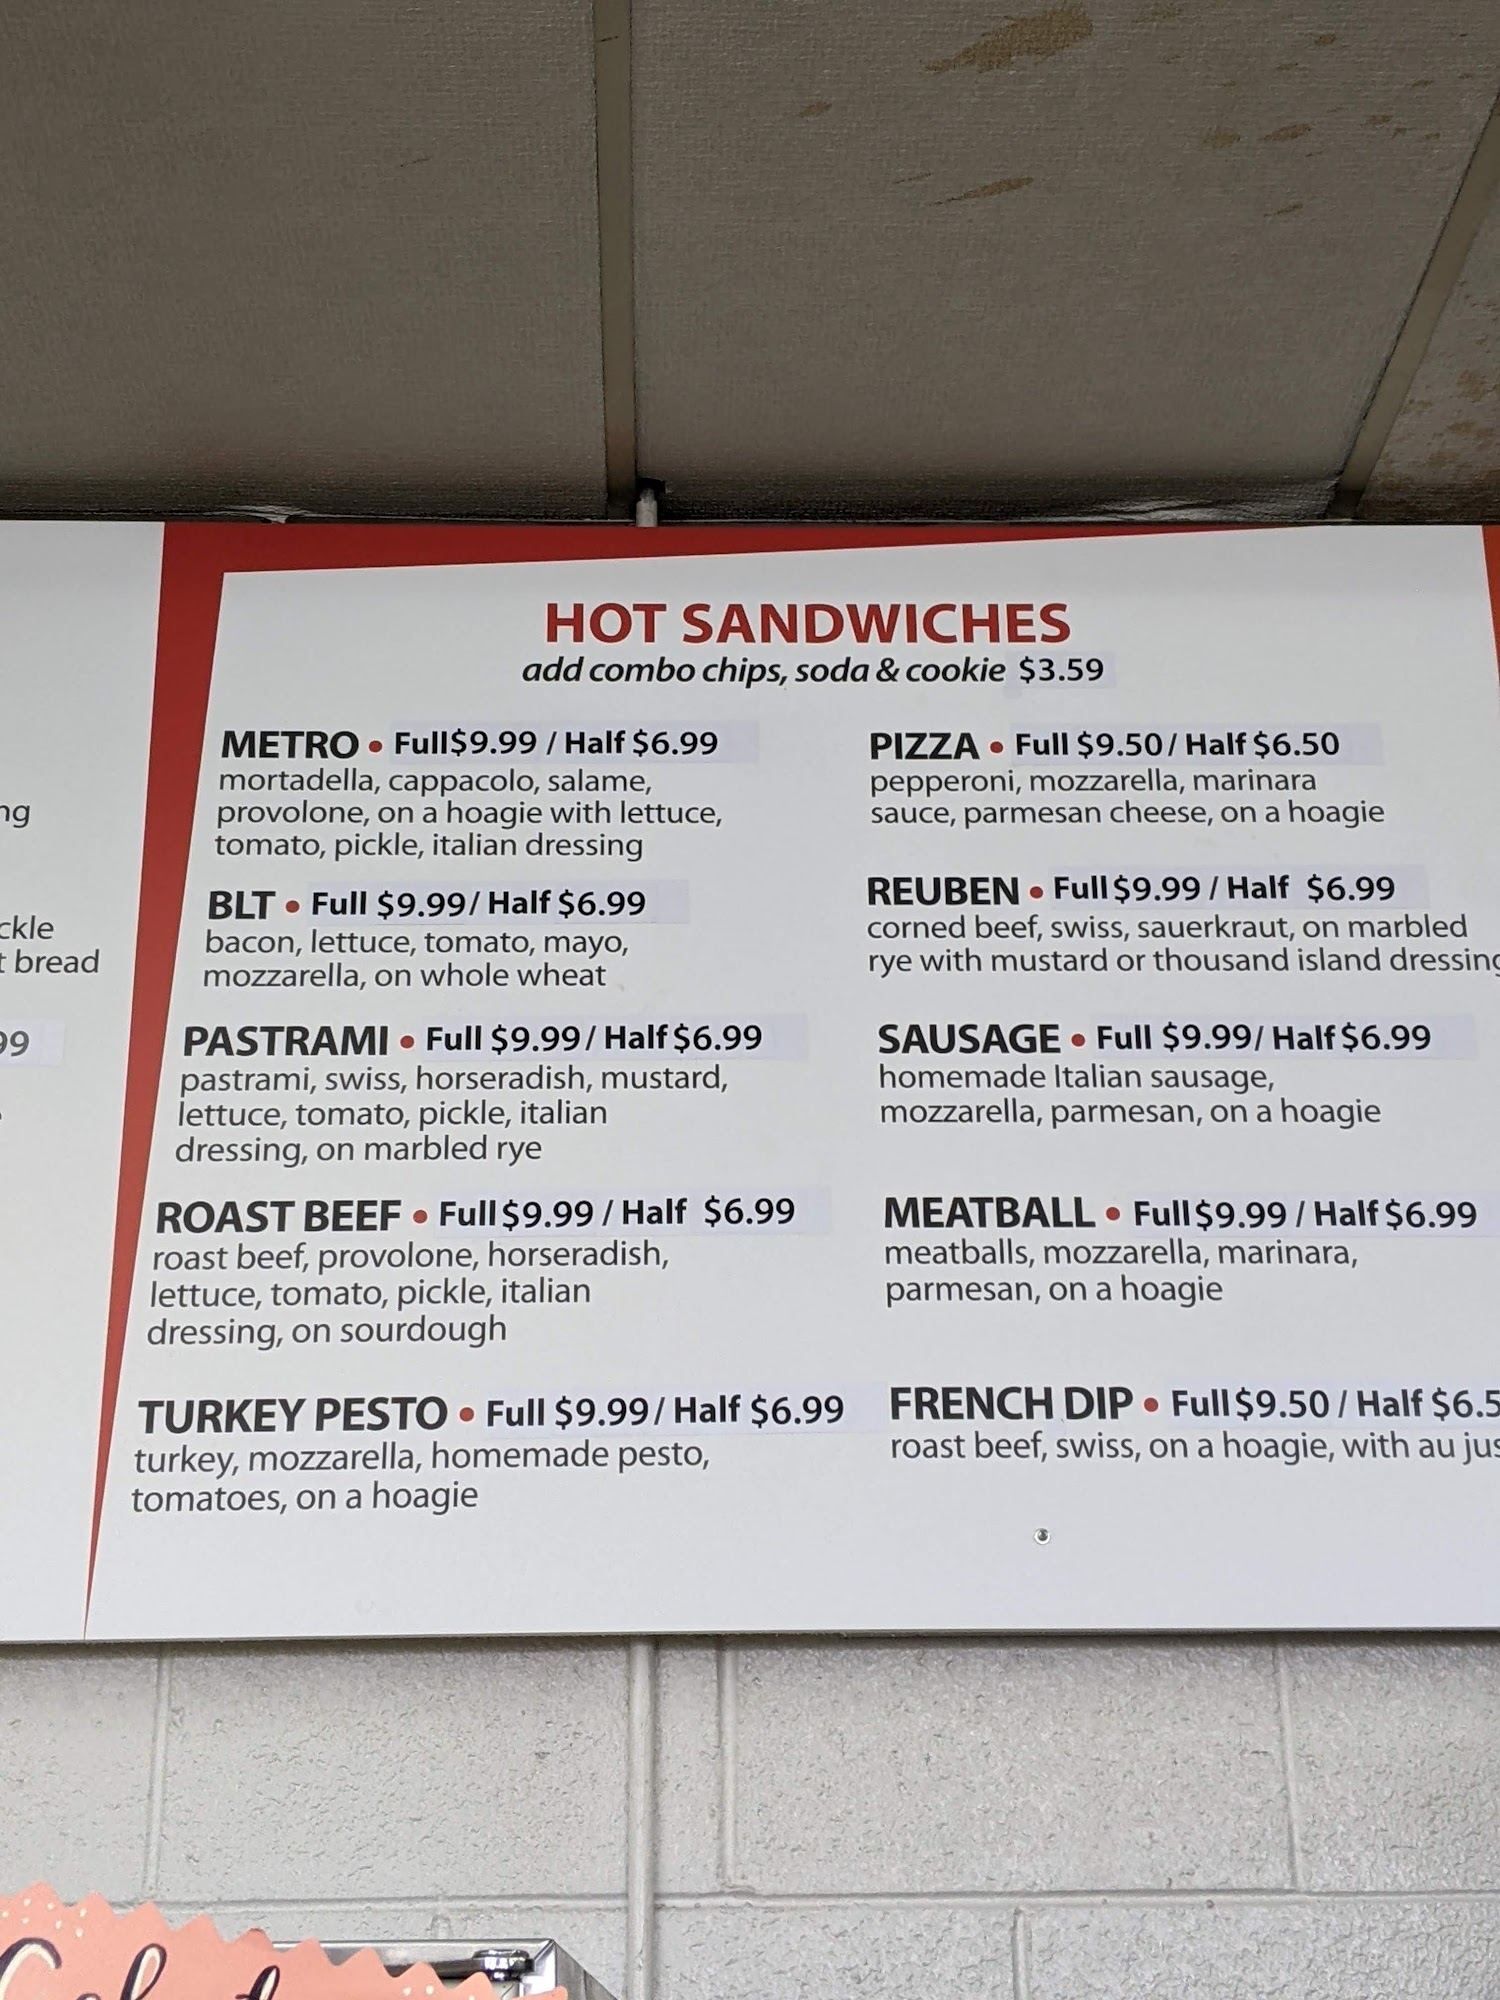 HOT SANDWICHES
add combo chips, soda & cookie $3.59
METRO • Full $9.99 / Half $6.99
mortadella, cappacolo, salame,
provolone, on a hoagie with lettuce,
tomato, pickle, italian dressing
BLT • Full $9.99/ Half $6.99
bacon, lettuce, tomato, mayo,
mozzarella, on whole wheat
PASTRAMI • Full $9.99/ Half $6.99
pastrami, swiss, horseradish, mustard,
lettuce, tomato, pickle, italian
dressing, on marbled rye
ROAST BEEF • Full $9.99 / Half $6.99
roast beef, provolone, horseradish,
lettuce, tomato, pickle, italian
dressing, on sourdough
TURKEY PESTO • Full $9.99/ Half $6.99
turkey, mozzarella, homemade pesto,
tomatoes, on a hoagie
PIZZA • Full $9.50/ Half $6.50
pepperoni, mozzarella, marinara
sauce, parmesan cheese, on a hoagie
REUBEN • Full $9.99 / Half $6.99
corned beef, swiss, sauerkraut, on marbled
rye with mustard or thousand island dressing
SAUSAGE • Full $9.99/ Half $6.99
homemade Italian sausage,
mozzarella, parmesan, on a hoagie
MEATBALL • Full $9.99 / Half $6.99
meatballs, mozzarella, marinara,
parmesan, on a hoagie
FRENCH DIP • Full $9.50 / Half $6.5
roast beef, swiss, on a hoagie, with au jus
bread